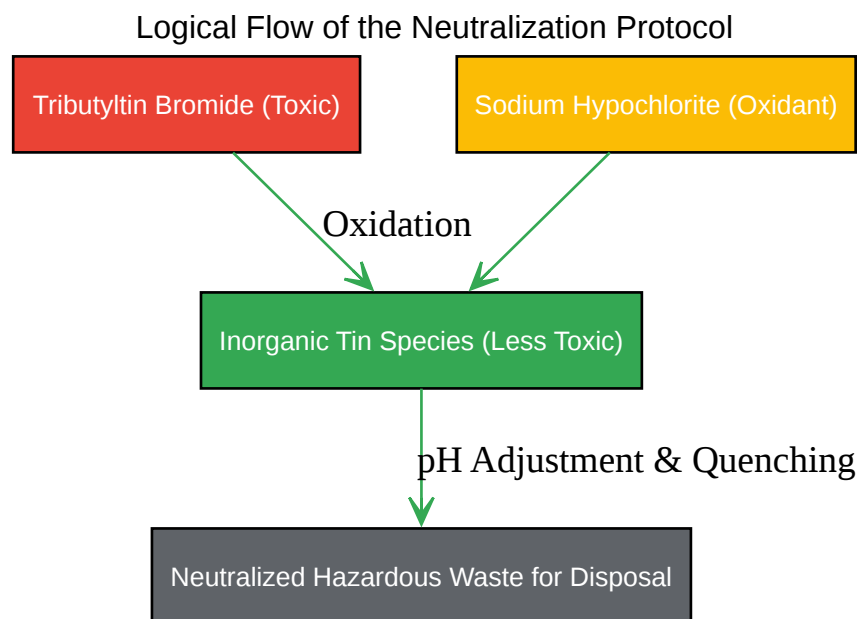 Logical Flow of the Neutralization Protocol
Tributyltin Bromide (Toxic)
Sodium Hypochlorite (Oxidant)
Oxidation
Inorganic Tin Species (Less Toxic)
pH Adjustment & Quenching
Neutralized Hazardous Waste for Disposal